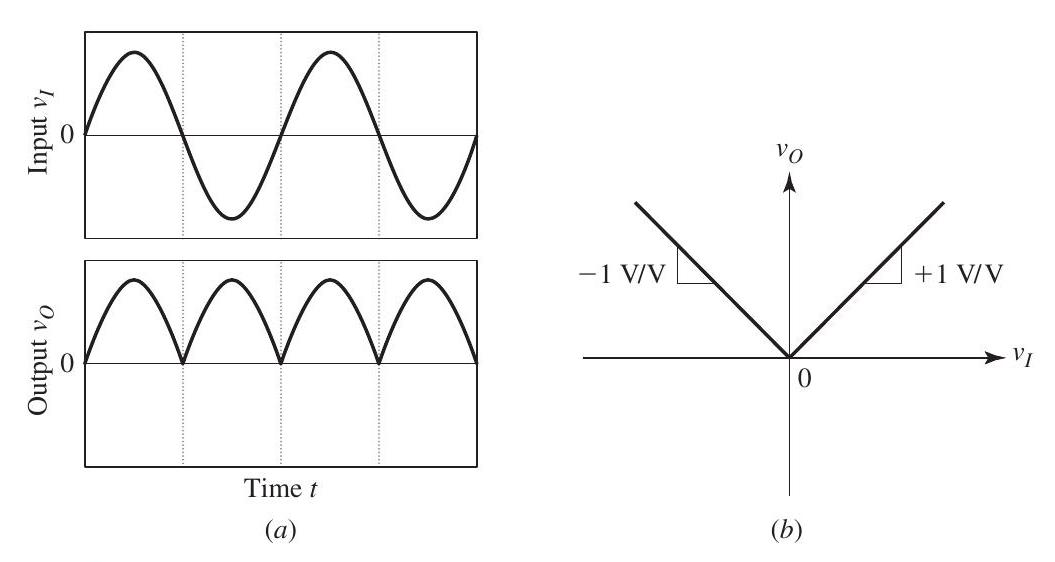 Input v_I
0
Output v_O
0
Time t
(a)
v_O
−1 V/V
+1 V/V
v_I
0
(b)